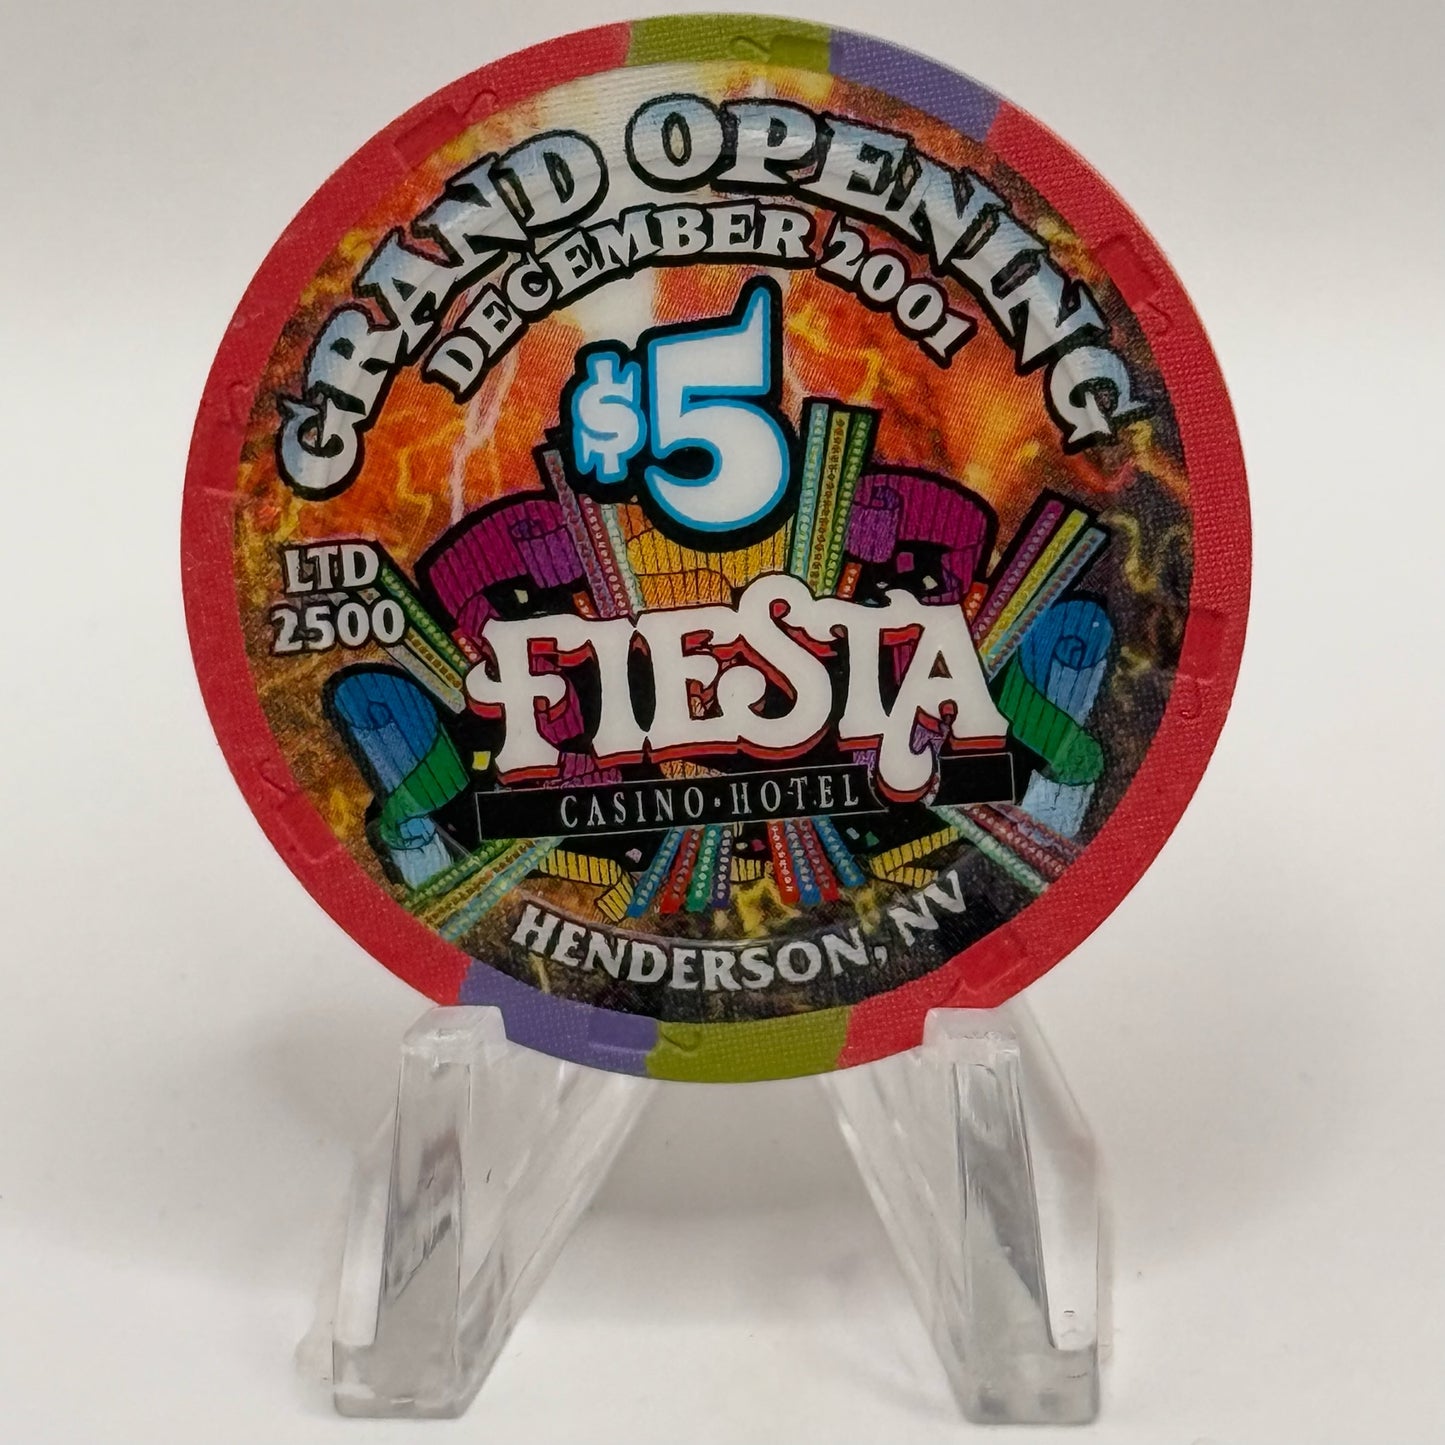 GRAND OPENING
DECEMBER 2001
$5
LTD
2500
FIESTA
CASINO·HOTEL
HENDERSON, NV